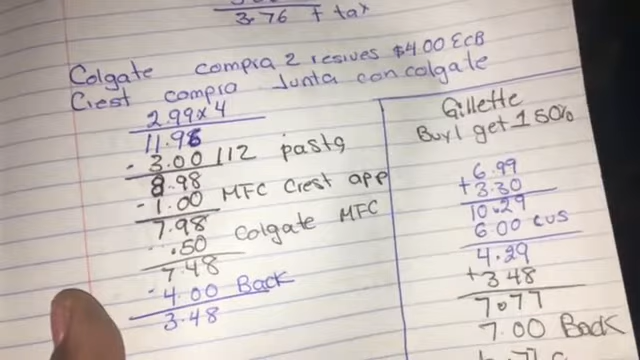 3.76 + tax
Colgate compra 2 resives $4.00 ECB
Crest compra Junta con colgate
2.99 x 4
11.96
- 3.00 1/2 pasta
8.98
- 1.00 MFC Crest app
7.98
.50 Colgate MFC
7.48
- 4.00 Back
3.48
Gillette
Buy 1 get 1 50%
6.99
+ 3.30
10.29
6.00 CUS
4.29
+ 3.48
7.77
7.00 Back